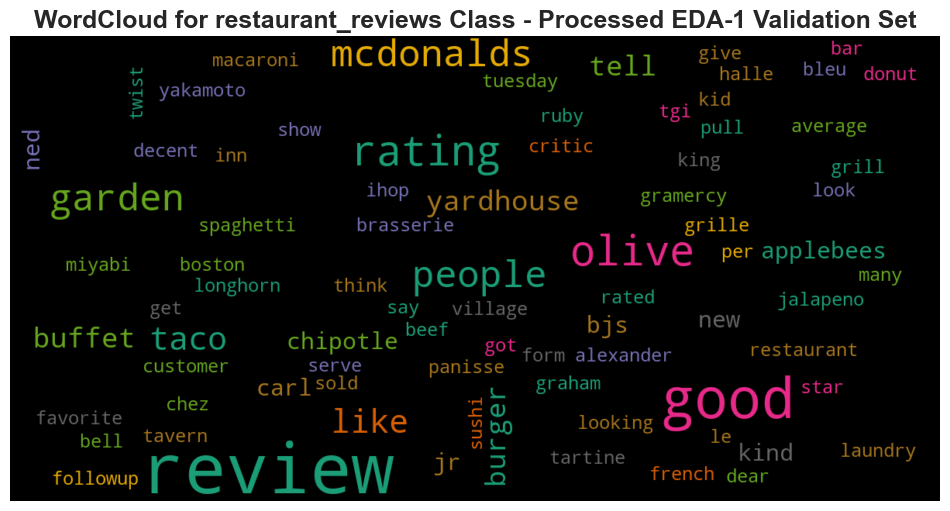 WordCloud for restaurant_reviews Class - Processed EDA-1 Validation Set
macaroni
mcdonalds
tell
give
bar
halle
bleu
donut
twist
yakamoto
tuesday
kid
tgi
ruby
pull
average
show
ned
decent
inn
rating
critic
king
grill
ihop
look
garden
yardhouse
gramercy
spaghetti
brasserie
grille
olive
per
applebees
miyabi
boston
people
many
longhorn
think
rated
jalapeno
get
say
village
bjs
new
beef
buffet
taco
chipotle
got
form
alexander
restaurant
customer
serve
panisse
carl
sold
graham
good
star
chez
favorite
like
sushi
burger
looking
bell
tavern
le
kind
laundry
review
jr
tartine
followup
french
dear